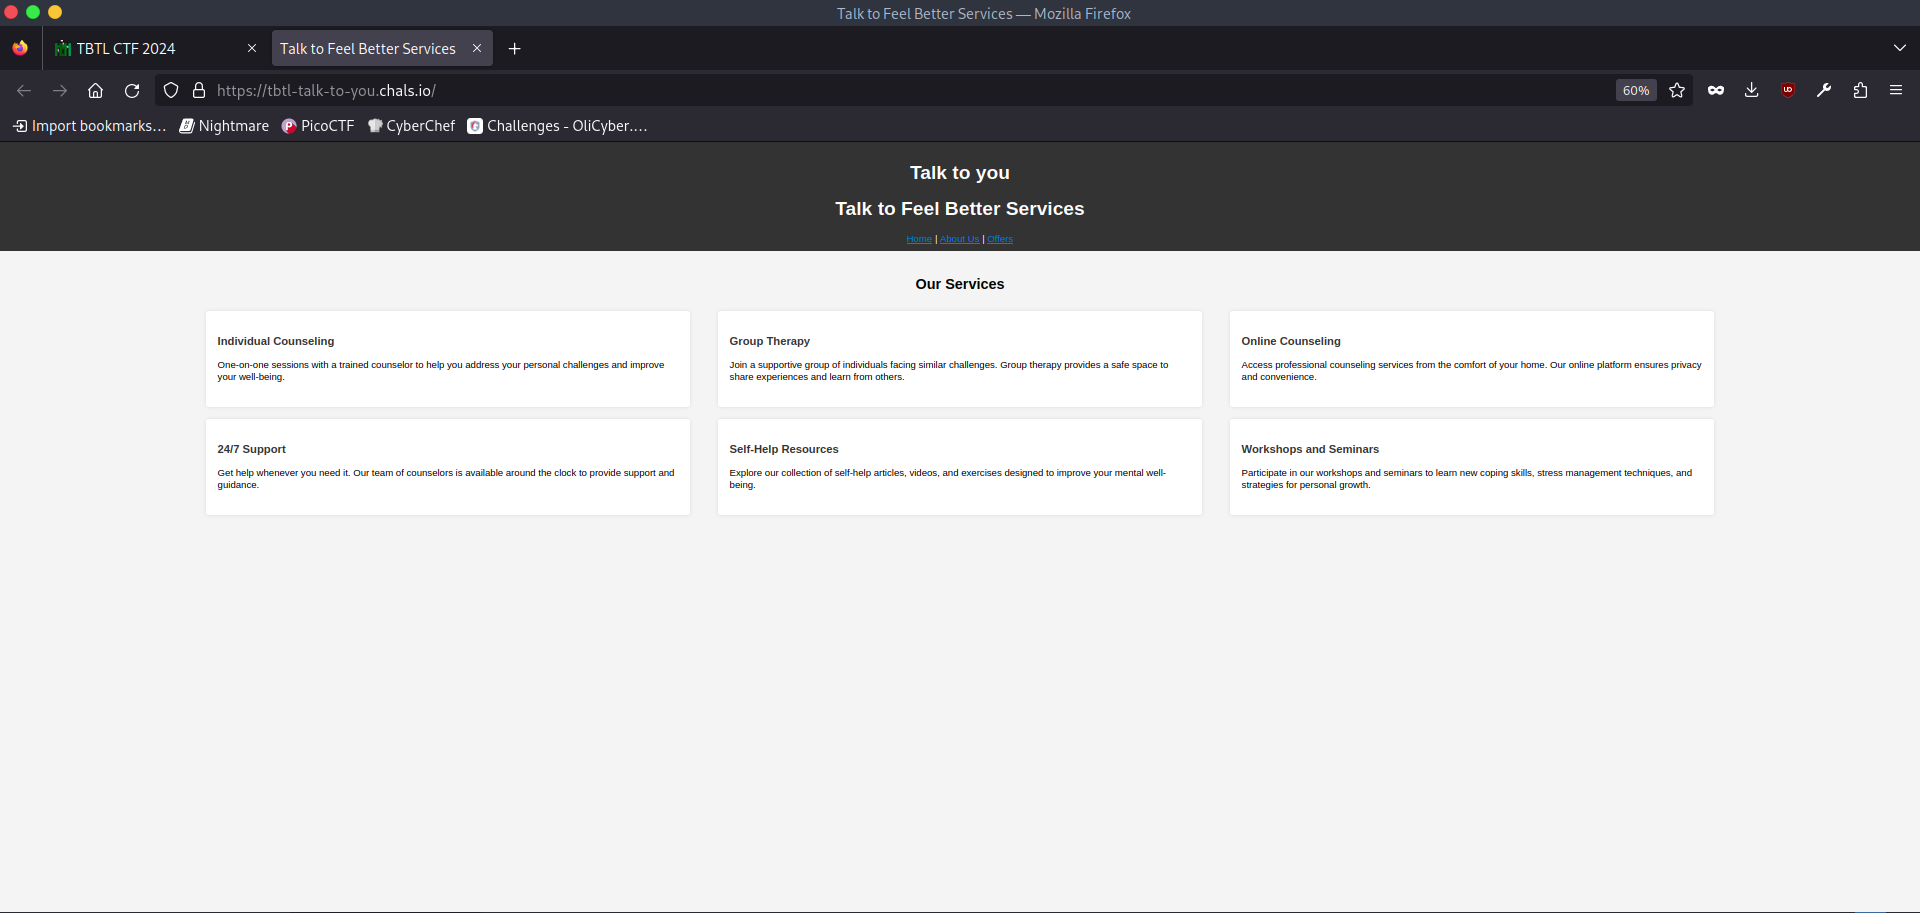 Talk to Feel Better Services — Mozilla Firefox
TBTL CTF 2024
Talk to Feel Better Services
https://tbtl-talk-to-you.chals.io/
60%
Import bookmarks…
Nightmare
PicoCTF
CyberChef
Challenges - OliCyber.…
Talk to you
Talk to Feel Better Services
Home | About Us | Offers
Our Services
Individual Counseling
One-on-one sessions with a trained counselor to help you address your personal challenges and improve
your well-being.
Group Therapy
Join a supportive group of individuals facing similar challenges. Group therapy provides a safe space to
share experiences and learn from others.
Online Counseling
Access professional counseling services from the comfort of your home. Our online platform ensures privacy
and convenience.
24/7 Support
Get help whenever you need it. Our team of counselors is available around the clock to provide support and
guidance.
Self-Help Resources
Explore our collection of self-help articles, videos, and exercises designed to improve your mental well-
being.
Workshops and Seminars
Participate in our workshops and seminars to learn new coping skills, stress management techniques, and
strategies for personal growth.